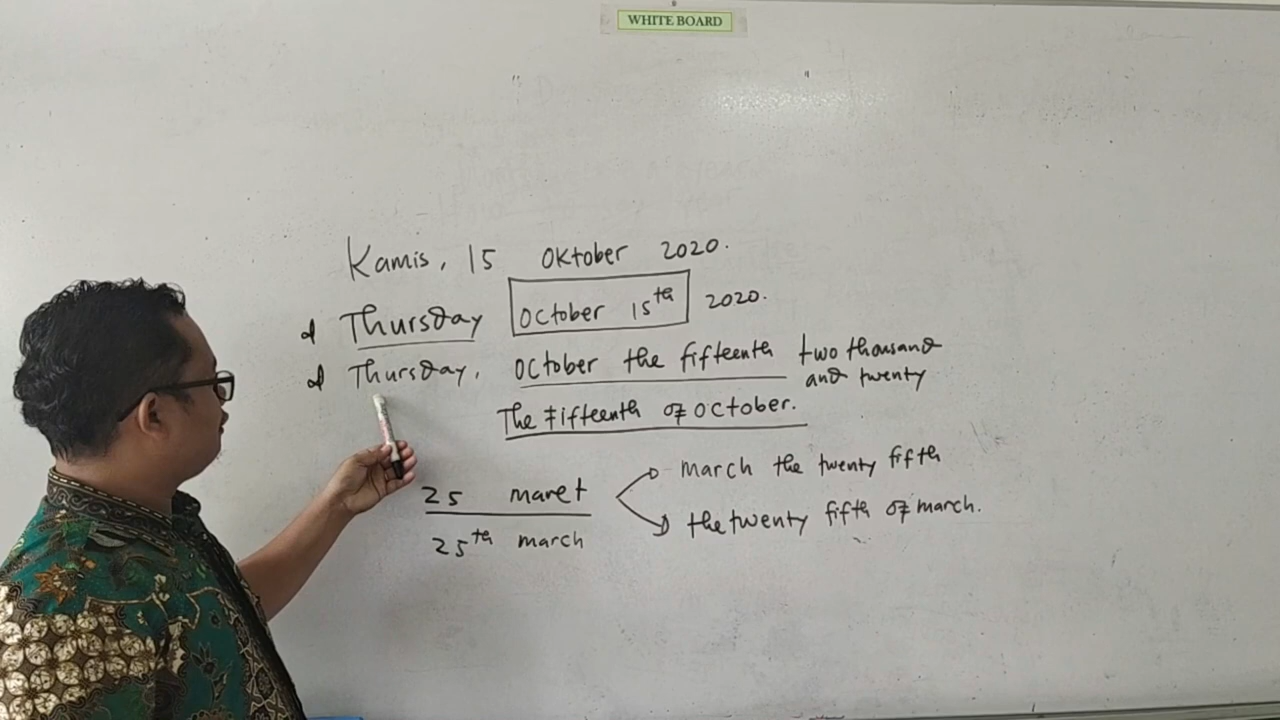 WHITE BOARD
Kamis, 15 Oktober 2020.
Thursday October 15th 2020.
Thursday, October the fifteenth two thousand
and twenty
The Fifteenth of October.
25 maret
25th march
march the twenty fifth
the twenty fifth of march.